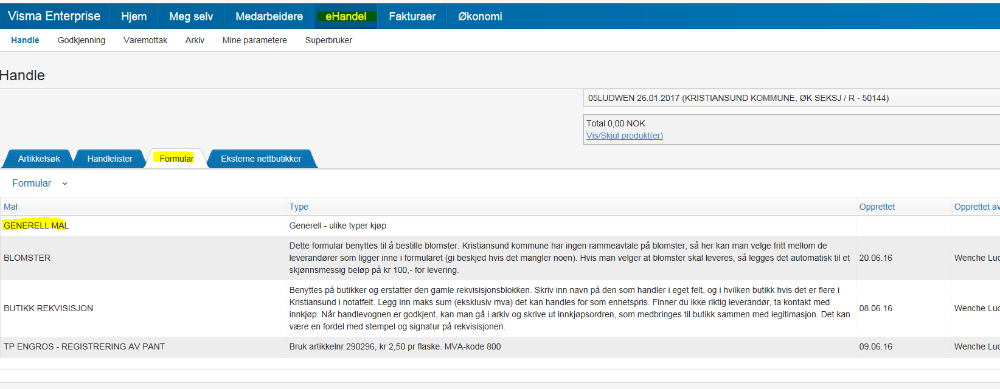 Visma Enterprise Hjem Meg selv Medarbeidere eHandel Fakturaer Økonomi
Handle Godkjenning Varemottak Arkiv Mine parametere Superbruker
Handle
05LUDWEN 26.01.2017 (KRISTIANSUND KOMMUNE, ØK SEKSJ / R - 50144)
Total 0,00 NOK
Vis/Skjul produkt(er)
Artikkelsøk Handlelister Formular Eksterne nettbutikker
Formular
Mal Type Opprettet Opprettet av
GENERELL MAL Generell - ulike typer kjøp
BLOMSTER
Dette formular benyttes til å bestille blomster. Kristiansund kommune har ingen rammeavtale på blomster, så her kan man velge fritt mellom de
leverandører som ligger inne i formularet (gi beskjed hvis det mangler noen). Hvis man velger at blomster skal leveres, så legges det automatisk til et
skjønnsmessig beløp på kr 100,- for levering.
20.06.16 Wenche Luc
BUTIKK REKVISISJON
Benyttes på butikker og erstatter den gamle rekvisisjonsblokken. Skriv inn navn på den som handler i eget felt, og i hvilken butikk hvis det er flere i
Kristiansund i notatfelt. Legg inn maks sum (eksklusiv mva) det kan handles for som enhetspris. Finner du ikke riktig leverandør, ta kontakt med
innkjøp. Når handlevognen er godkjent, kan man gå i arkiv og skrive ut innkjøpsordren, som medbringes til butikk sammen med legitimasjon. Det kan
være en fordel med stempel og signatur på rekvisisjonen.
08.06.16 Wenche Luc
TP ENGROS - REGISTRERING AV PANT Bruk artikkelnr 290296, kr 2,50 pr flaske. MVA-kode 800 09.06.16 Wenche Luc